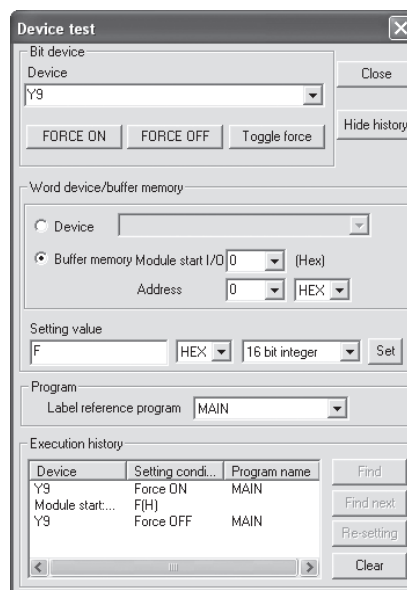 Device test
Bit device
Device
Close
Y9
Hide history
FORCE ON FORCE OFF Toggle force
Word device/buffer memory
Device
Buffer memory Module start I/O 0 (Hex)
Address 0 HEX
Setting value
F HEX 16 bit integer Set
Program
Label reference program MAIN
Execution history
Device Setting condi... Program name Find
Y9 Force ON MAIN
Module start:... F(H) Find next
Y9 Force OFF MAIN
Re-setting
Clear